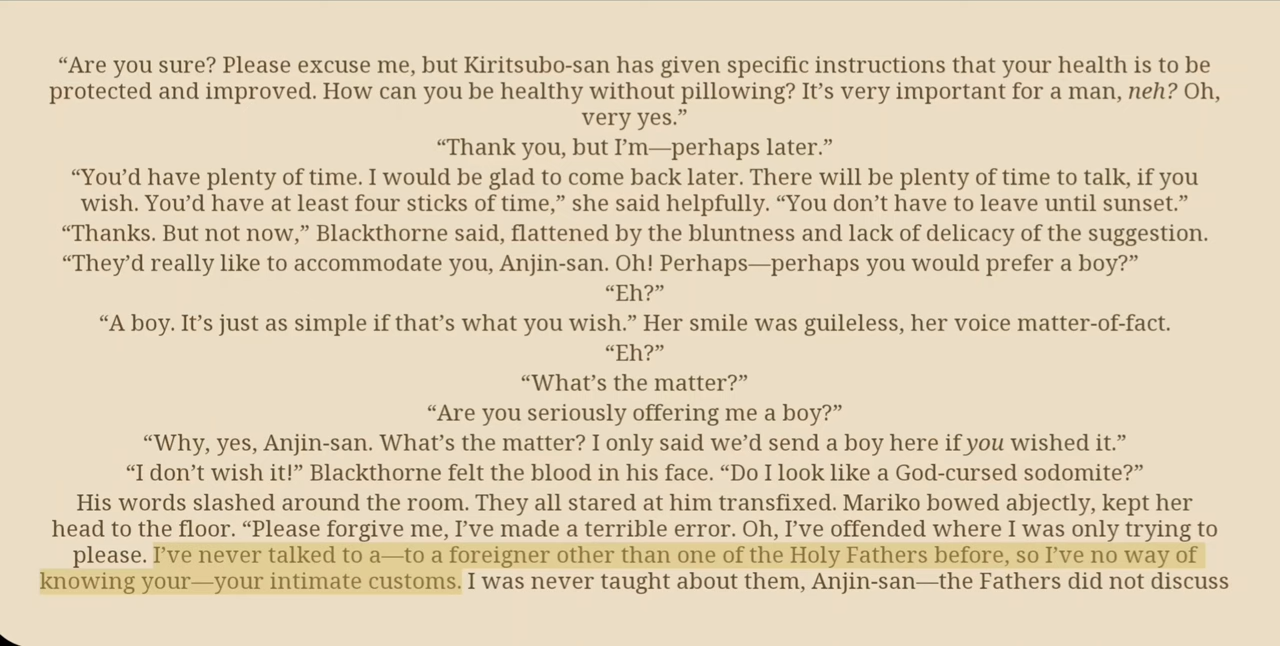 “Are you sure? Please excuse me, but Kiritsubo-san has given specific instructions that your health is to be
protected and improved. How can you be healthy without pillowing? It’s very important for a man, neh? Oh,
very yes.”
“Thank you, but I’m—perhaps later.”
“You’d have plenty of time. I would be glad to come back later. There will be plenty of time to talk, if you
wish. You’d have at least four sticks of time,” she said helpfully. “You don’t have to leave until sunset.”
“Thanks. But not now,” Blackthorne said, flattened by the bluntness and lack of delicacy of the suggestion.
“They’d really like to accommodate you, Anjin-san. Oh! Perhaps—perhaps you would prefer a boy?”
“Eh?”
“A boy. It’s just as simple if that’s what you wish.” Her smile was guileless, her voice matter-of-fact.
“Eh?”
“What’s the matter?”
“Are you seriously offering me a boy?”
“Why, yes, Anjin-san. What’s the matter? I only said we’d send a boy here if you wished it.”
“I don’t wish it!” Blackthorne felt the blood in his face. “Do I look like a God-cursed sodomite?”
His words slashed around the room. They all stared at him transfixed. Mariko bowed abjectly, kept her
head to the floor. “Please forgive me, I’ve made a terrible error. Oh, I’ve offended where I was only trying to
please. I’ve never talked to a—to a foreigner other than one of the Holy Fathers before, so I’ve no way of
knowing your—your intimate customs. I was never taught about them, Anjin-san—the Fathers did not discuss